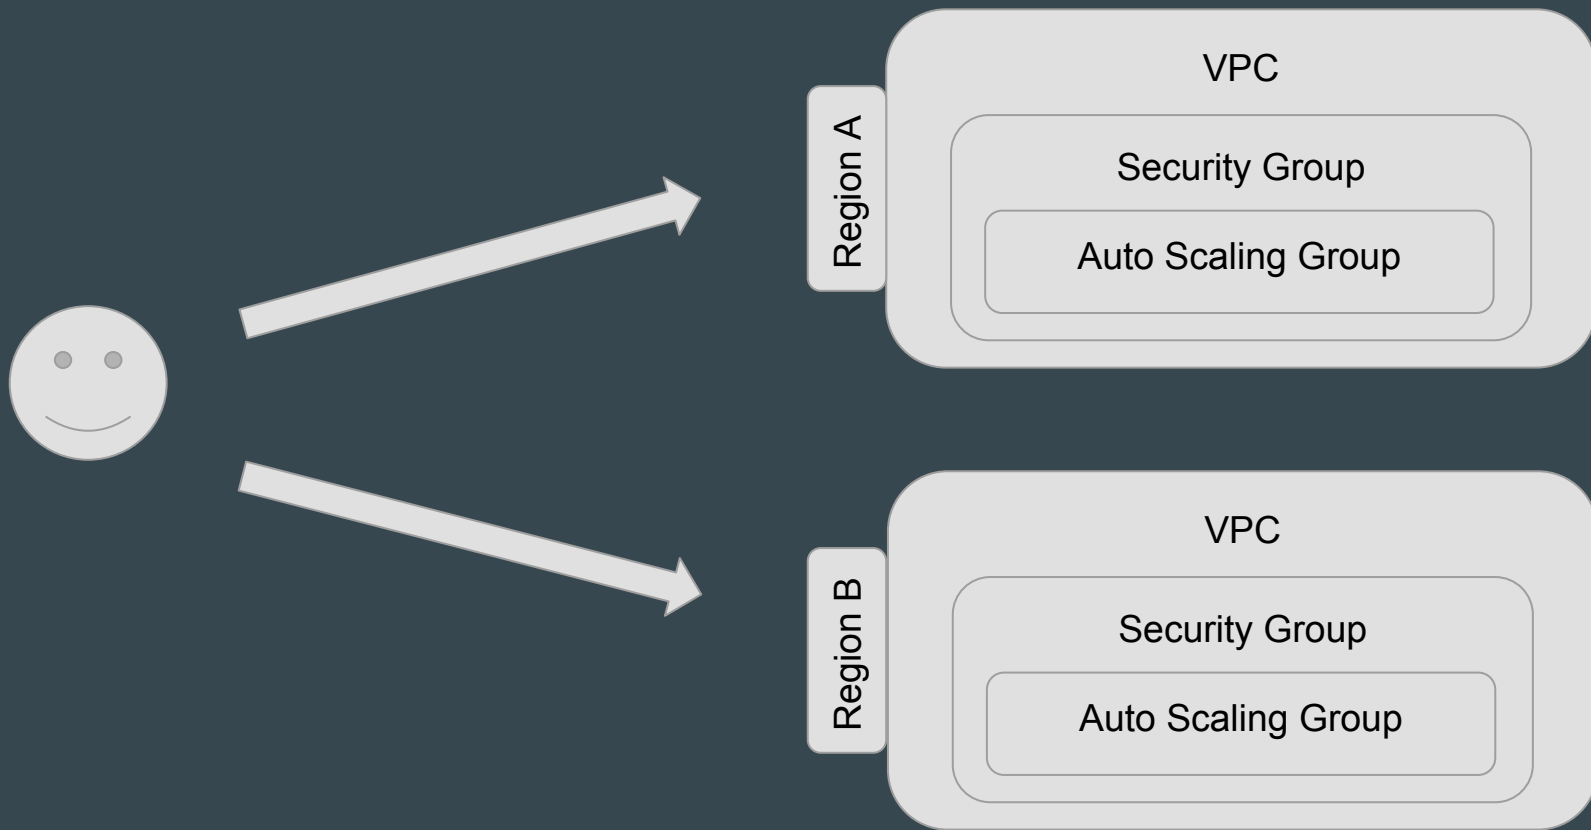 VPC
Region A
Security Group
Auto Scaling Group
VPC
Region B
Security Group
Auto Scaling Group